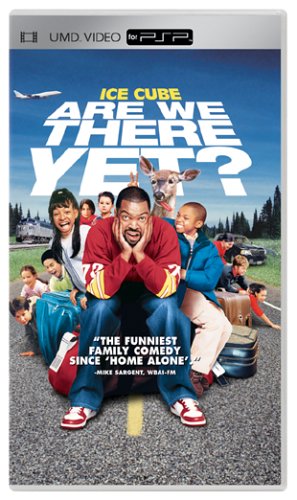 UMD. VIDEO for PSP
ICE CUBE
ARE WE
THERE
YET?
"THE FUNNIEST
FAMILY COMEDY
SINCE 'HOME ALONE'."
-MIKE SARGENT, WBAI-FM